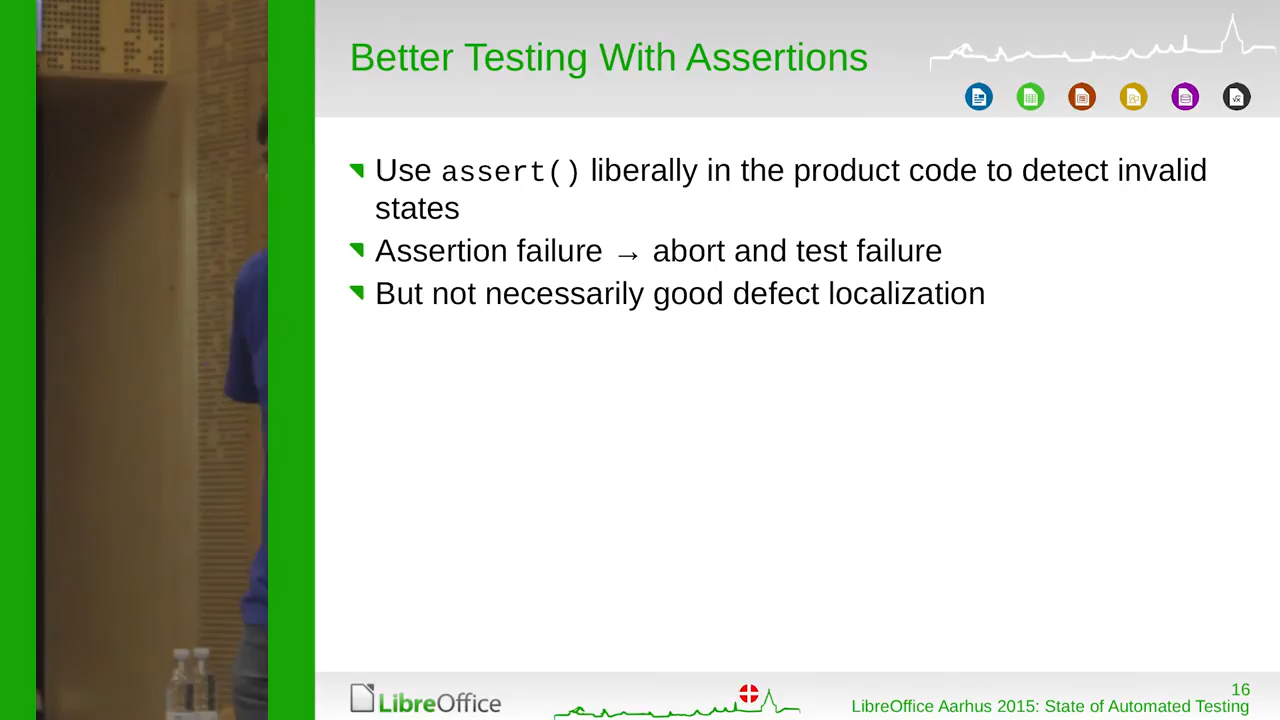 Better Testing With Assertions
Use assert() liberally in the product code to detect invalid
states
Assertion failure → abort and test failure
But not necessarily good defect localization
LibreOffice
16
LibreOffice Aarhus 2015: State of Automated Testing